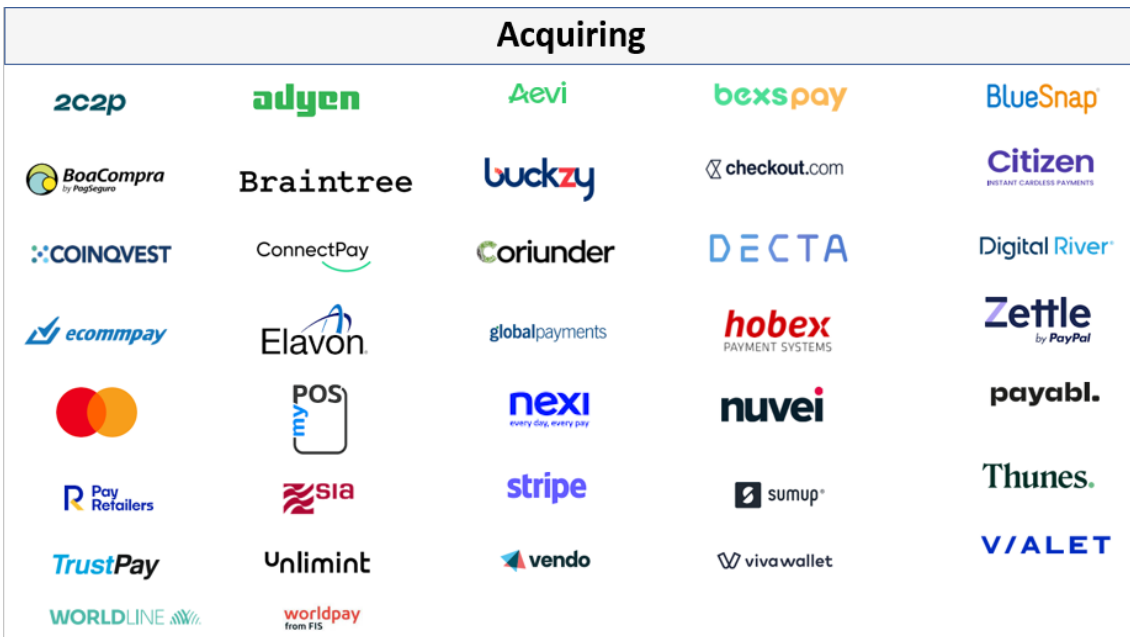 Acquiring
2c2p
adyen
Aevi
bexspay
BlueSnap®
BoaCompra
by PagSeguro
Braintree
buckzy
checkout.com
Citizen
INSTANT CARDLESS PAYMENTS
COINQVEST
ConnectPay
Coriunder
DECTA
Digital River®
ecommpay
Elavon®
globalpayments
hobex
PAYMENT SYSTEMS
Zettle
by PayPal
myPOS
nexi
every day, every pay
nuvei
payabl.
Pay
Retailers
SIA
stripe
sumup®
Thunes.
TrustPay
Unlimint
vendo
vivawallet
V/ALET
WORLDLINE
worldpay
from FIS